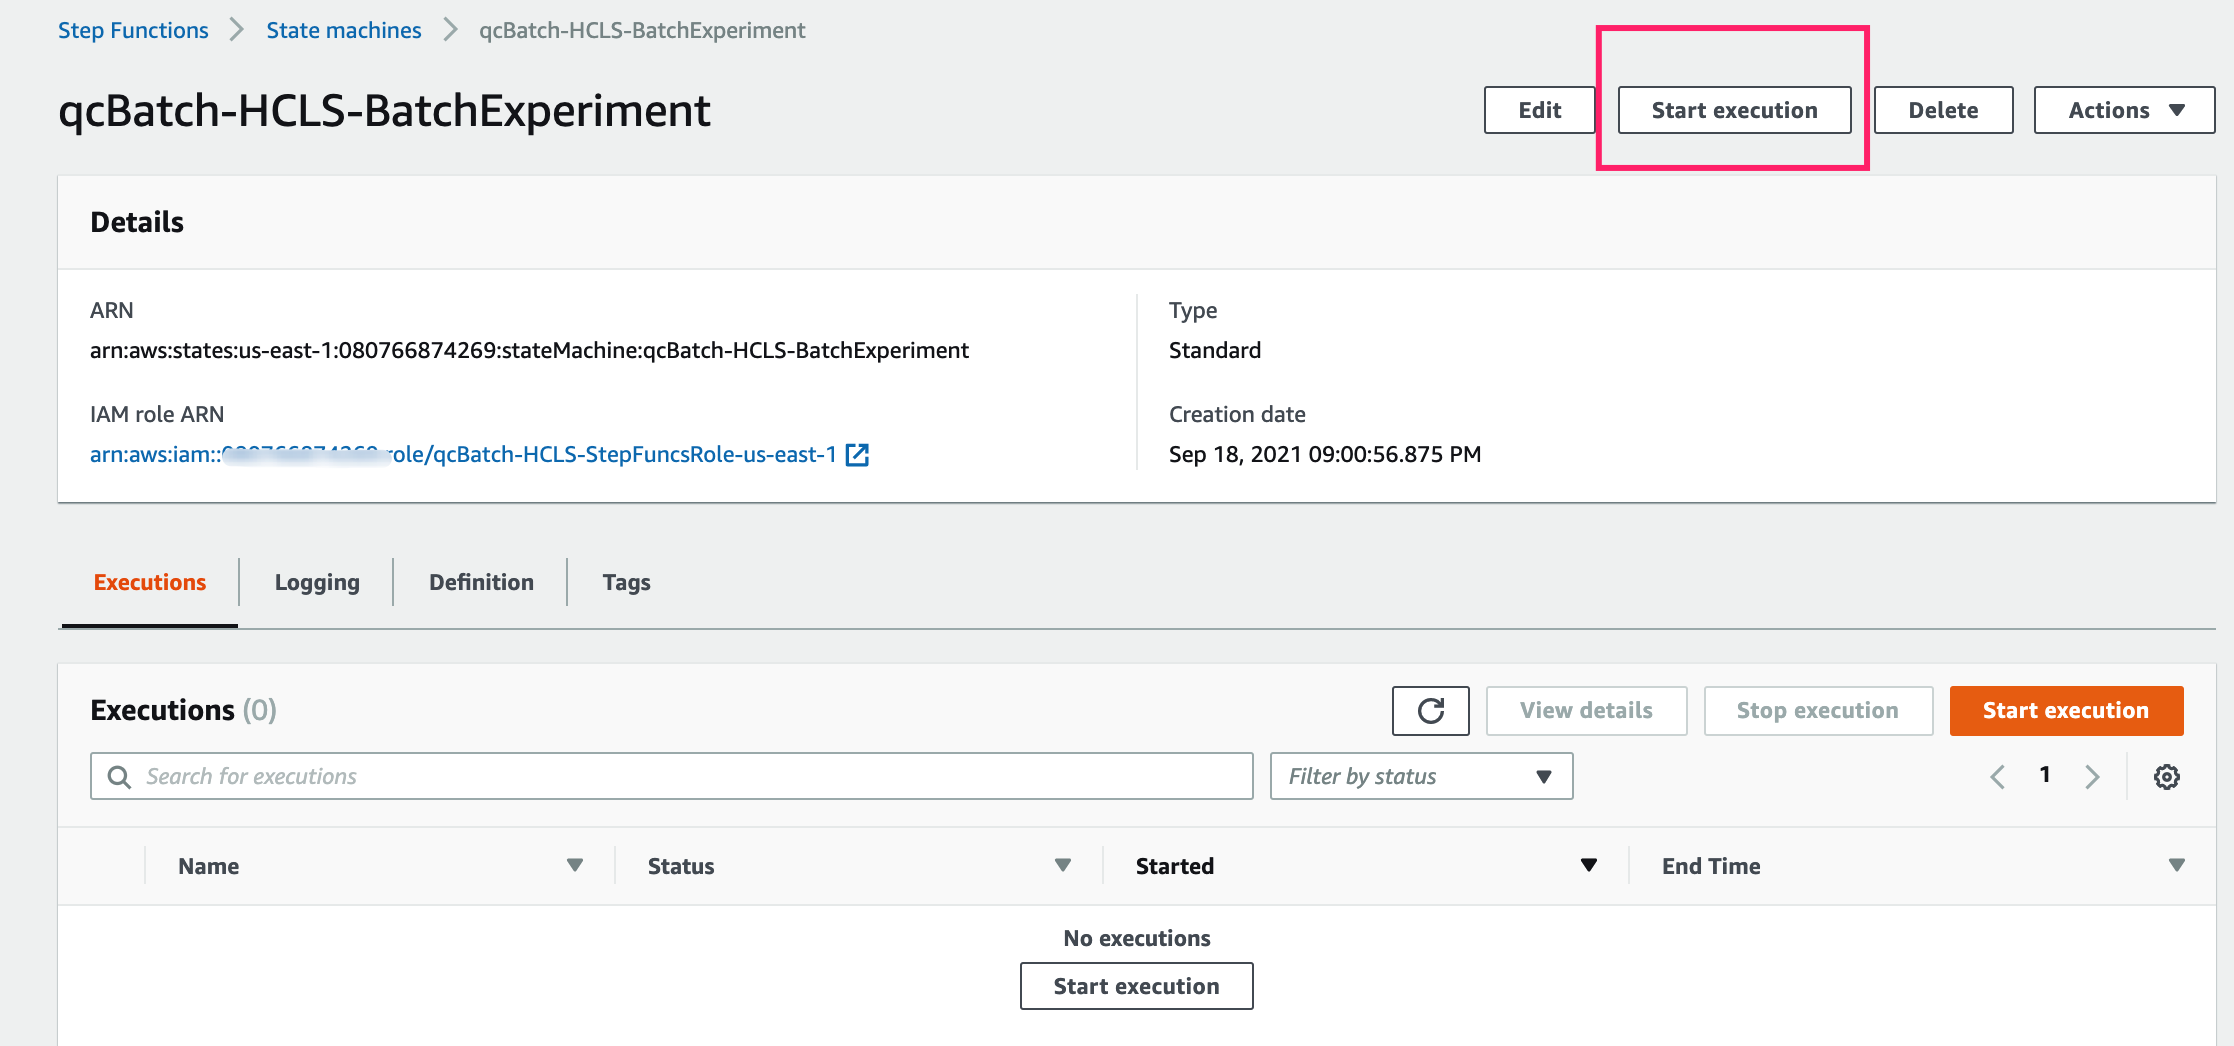 Step Functions State machines qcBatch-HCLS-BatchExperiment
qcBatch-HCLS-BatchExperiment
Edit Start execution Delete Actions
Details
ARN
arn:aws:states:us-east-1:080766874269:stateMachine:qcBatch-HCLS-BatchExperiment
Type
Standard
IAM role ARN
arn:aws:iam:: role/qcBatch-HCLS-StepFuncsRole-us-east-1
Creation date
Sep 18, 2021 09:00:56.875 PM
Executions Logging Definition Tags
Executions (0)
View details Stop execution Start execution
Search for executions Filter by status 1
Name Status Started End Time
No executions
Start execution